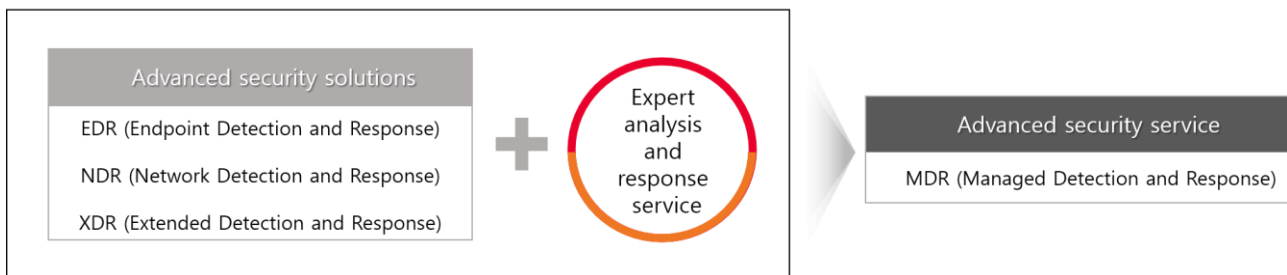 Advanced security solutions
EDR (Endpoint Detection and Response)
NDR (Network Detection and Response)
XDR (Extended Detection and Response)
Expert
analysis
and
response
service
Advanced security service
MDR (Managed Detection and Response)